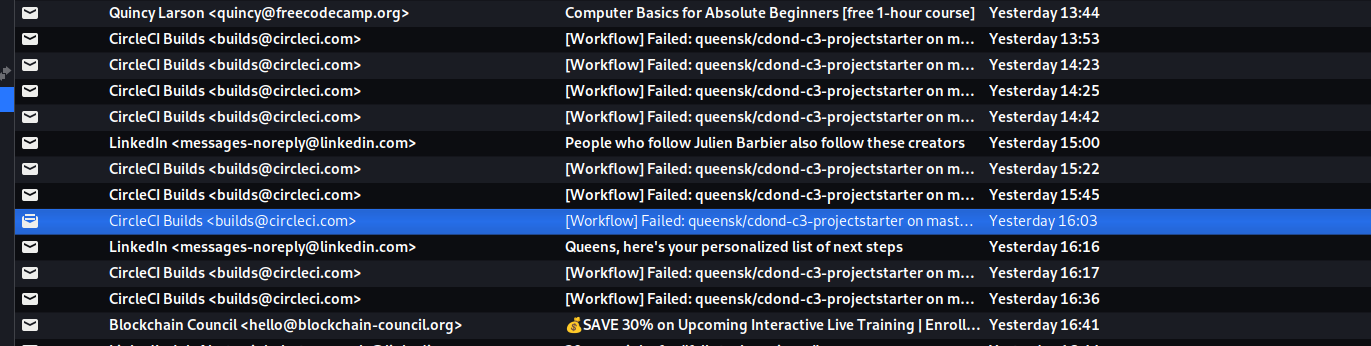 Quincy Larson <quincy@freecodecamp.org> Computer Basics for Absolute Beginners [free 1-hour course] Yesterday 13:44
CircleCI Builds <builds@circleci.com> [Workflow] Failed: queensk/cdond-c3-projectstarter on m... Yesterday 13:53
CircleCI Builds <builds@circleci.com> [Workflow] Failed: queensk/cdond-c3-projectstarter on m... Yesterday 14:23
CircleCI Builds <builds@circleci.com> [Workflow] Failed: queensk/cdond-c3-projectstarter on m... Yesterday 14:25
CircleCI Builds <builds@circleci.com> [Workflow] Failed: queensk/cdond-c3-projectstarter on m... Yesterday 14:42
LinkedIn <messages-noreply@linkedin.com> People who follow Julien Barbier also follow these creators Yesterday 15:00
CircleCI Builds <builds@circleci.com> [Workflow] Failed: queensk/cdond-c3-projectstarter on m... Yesterday 15:22
CircleCI Builds <builds@circleci.com> [Workflow] Failed: queensk/cdond-c3-projectstarter on m... Yesterday 15:45
CircleCI Builds <builds@circleci.com> [Workflow] Failed: queensk/cdond-c3-projectstarter on mast... Yesterday 16:03
LinkedIn <messages-noreply@linkedin.com> Queens, here's your personalized list of next steps Yesterday 16:16
CircleCI Builds <builds@circleci.com> [Workflow] Failed: queensk/cdond-c3-projectstarter on m... Yesterday 16:17
CircleCI Builds <builds@circleci.com> [Workflow] Failed: queensk/cdond-c3-projectstarter on m... Yesterday 16:36
Blockchain Council <hello@blockchain-council.org> 💰SAVE 30% on Upcoming Interactive Live Training | Enroll... Yesterday 16:41